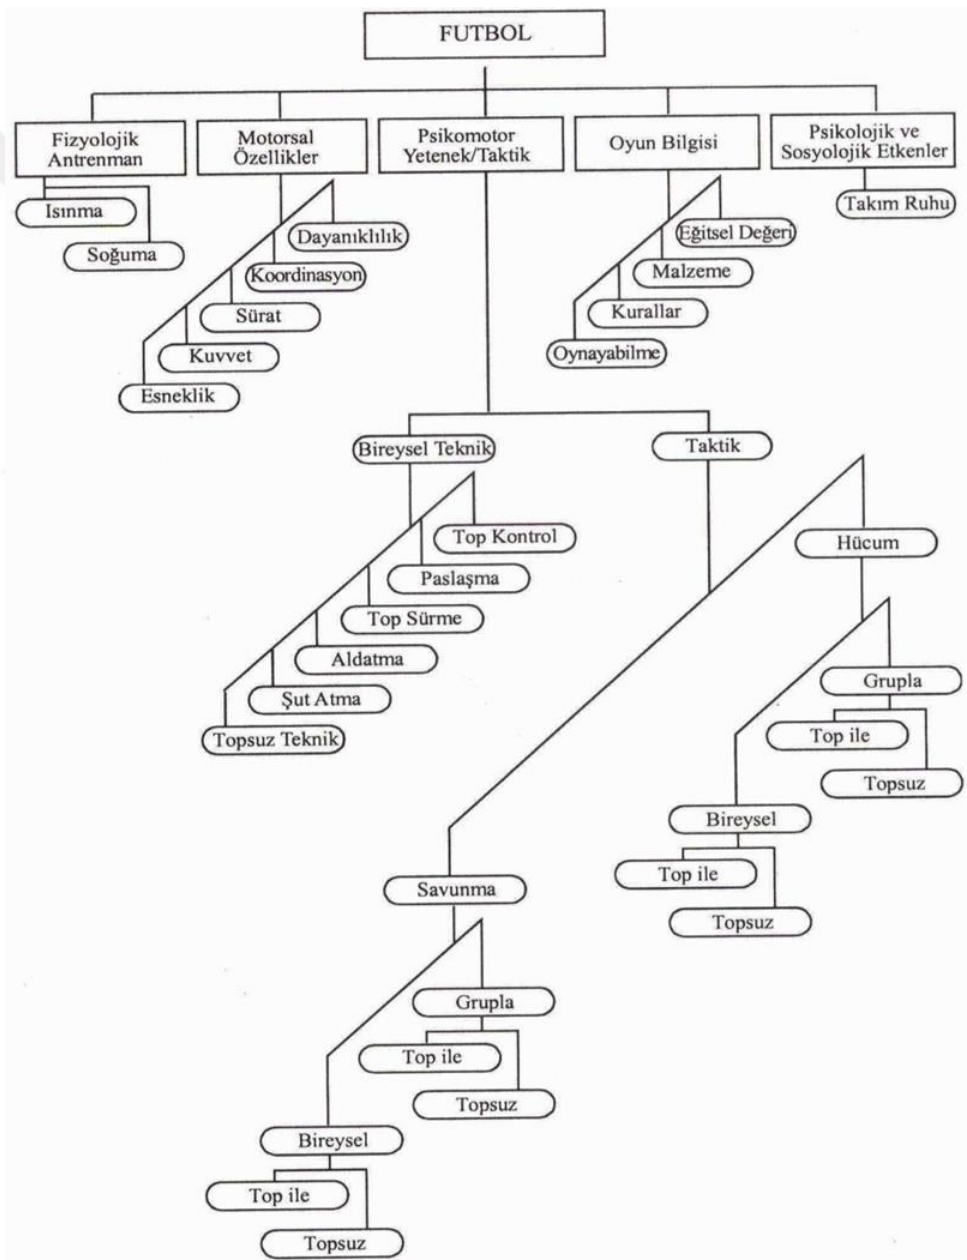 FUTBOL
Fizyolojik
Antrenman
Motorsal
Özellikler
Psikomotor
Yetenek/Taktik
Oyun Bilgisi
Psikolojik ve
Sosyolojik Etkenler
Isınma
Soğuma
Dayanıklılık
Koordinasyon
Sürat
Kuvvet
Esneklik
Eğitsel Değeri
Malzeme
Kurallar
Oynayabilme
Takım Ruhu
Bireysel Teknik
Taktik
Top Kontrol
Paslaşma
Top Sürme
Aldatma
Şut Atma
Topsuz Teknik
Hücum
Grupla
Top ile
Topsuz
Bireysel
Top ile
Topsuz
Savunma
Grupla
Top ile
Topsuz
Bireysel
Top ile
Topsuz